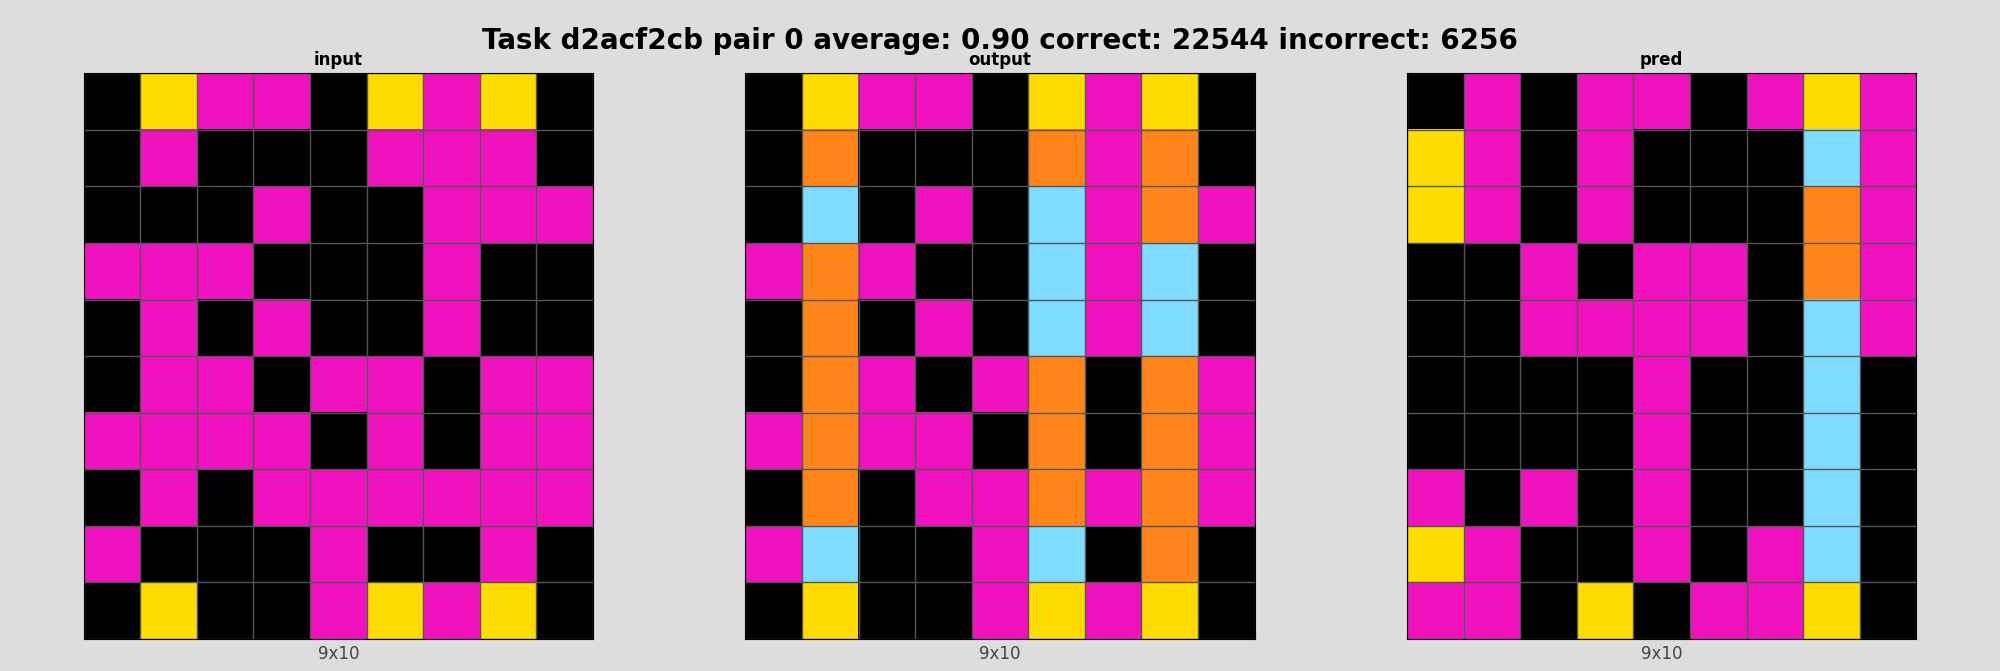 Task d2acf2cb pair 0 average: 0.90 correct: 22544 incorrect: 6256
input
output
pred
9x10
9x10
9x10